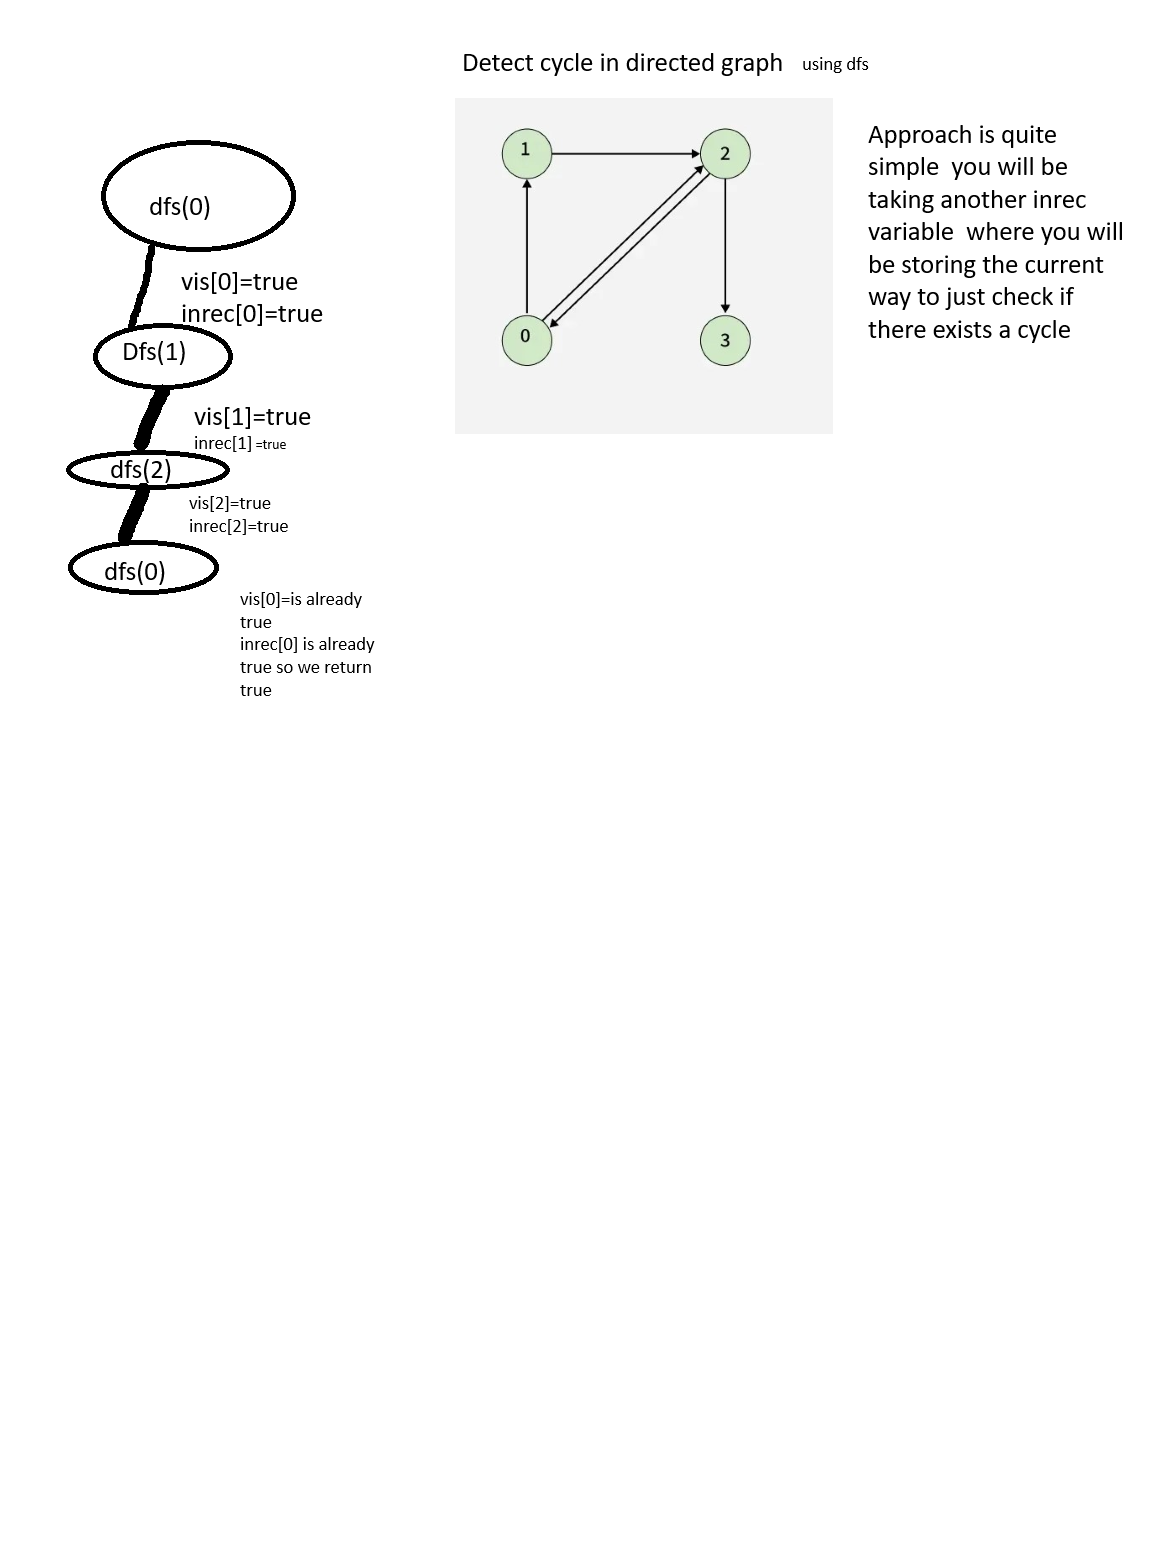 Detect cycle in directed graph using dfs
1
2
0
3
Approach is quite
simple you will be
taking another inrec
variable where you will
be storing the current
way to just check if
there exists a cycle
dfs(0)
vis[0]=true
inrec[0]=true
Dfs(1)
vis[1]=true
inrec[1] =true
dfs(2)
vis[2]=true
inrec[2]=true
dfs(0)
vis[0]=is already
true
inrec[0] is already
true so we return
true